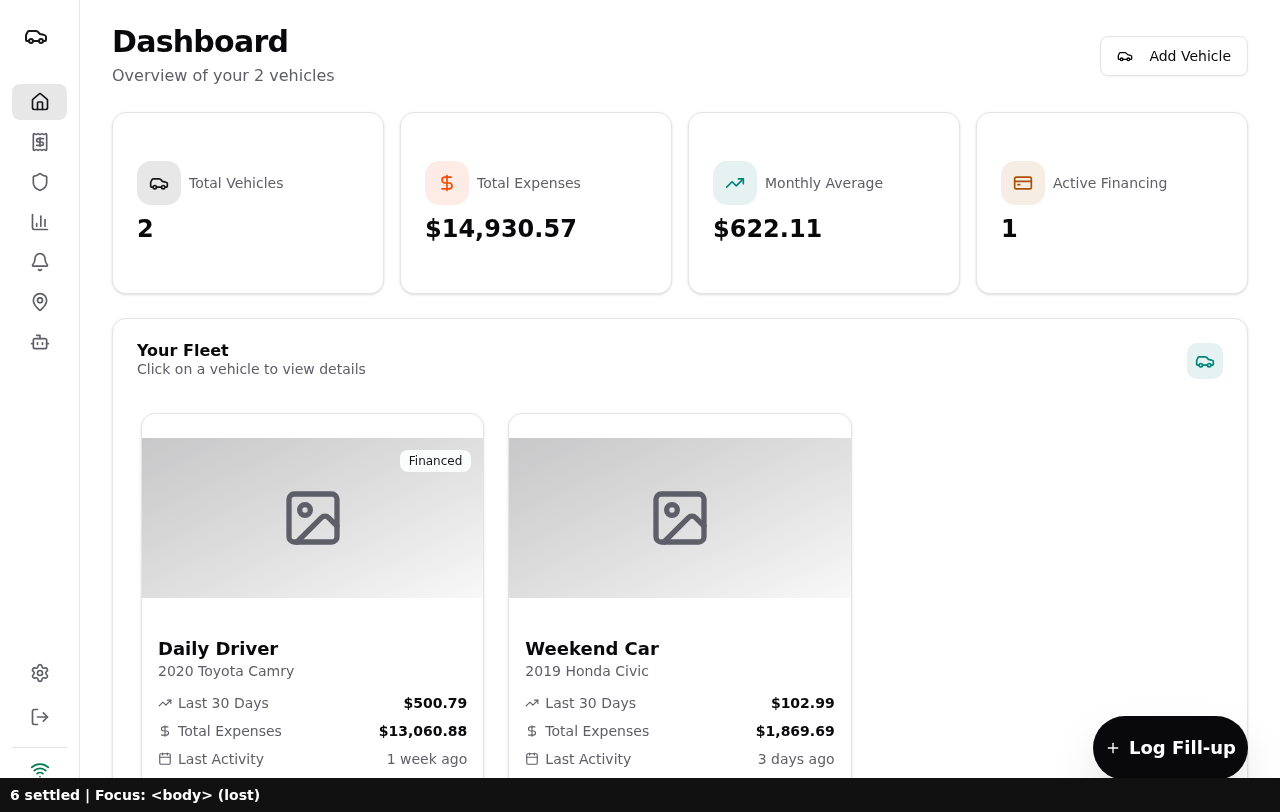 Dashboard
Overview of your 2 vehicles
Add Vehicle
Total Vehicles
2
Total Expenses
$14,930.57
Monthly Average
$622.11
Active Financing
1
Your Fleet
Click on a vehicle to view details
Financed
Daily Driver
2020 Toyota Camry
Last 30 Days $500.79
Total Expenses $13,060.88
Last Activity 1 week ago
Weekend Car
2019 Honda Civic
Last 30 Days $102.99
Total Expenses $1,869.69
Last Activity 3 days ago
+ Log Fill-up
6 settled | Focus: <body> (lost)